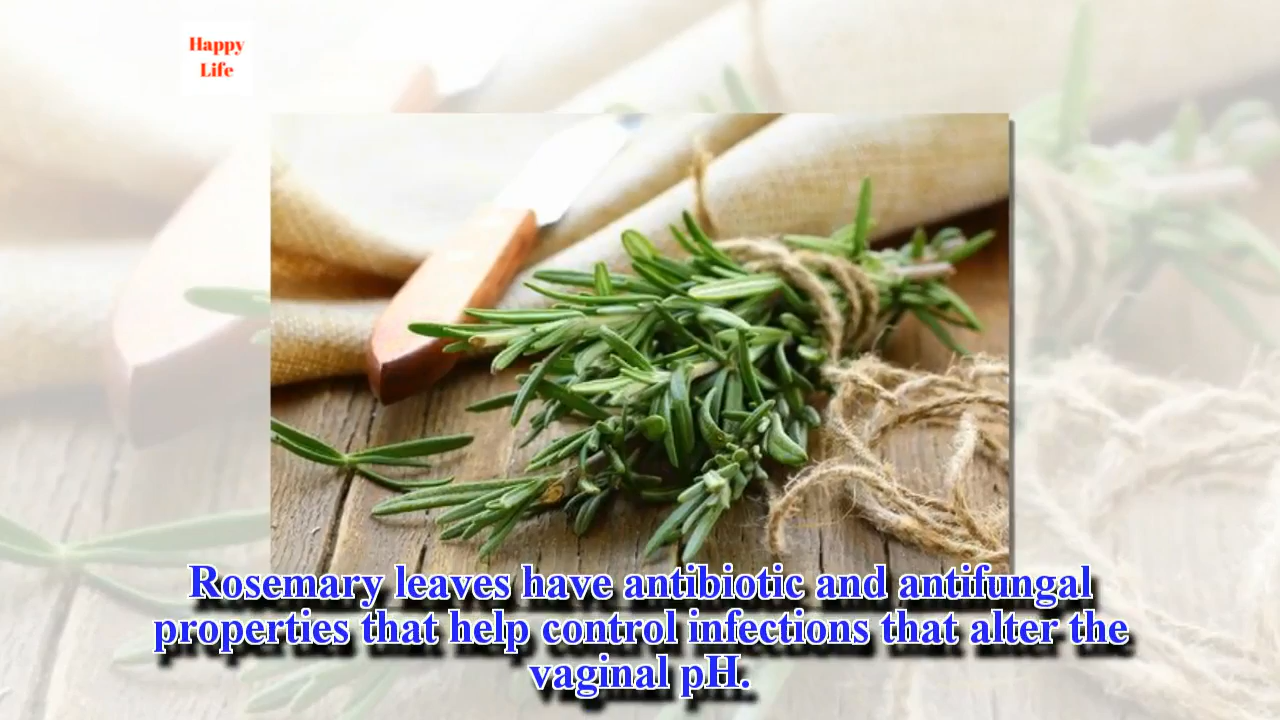 Happy
Life
Rosemary leaves have antibiotic and antifungal
properties that help control infections that alter the
vaginal pH.